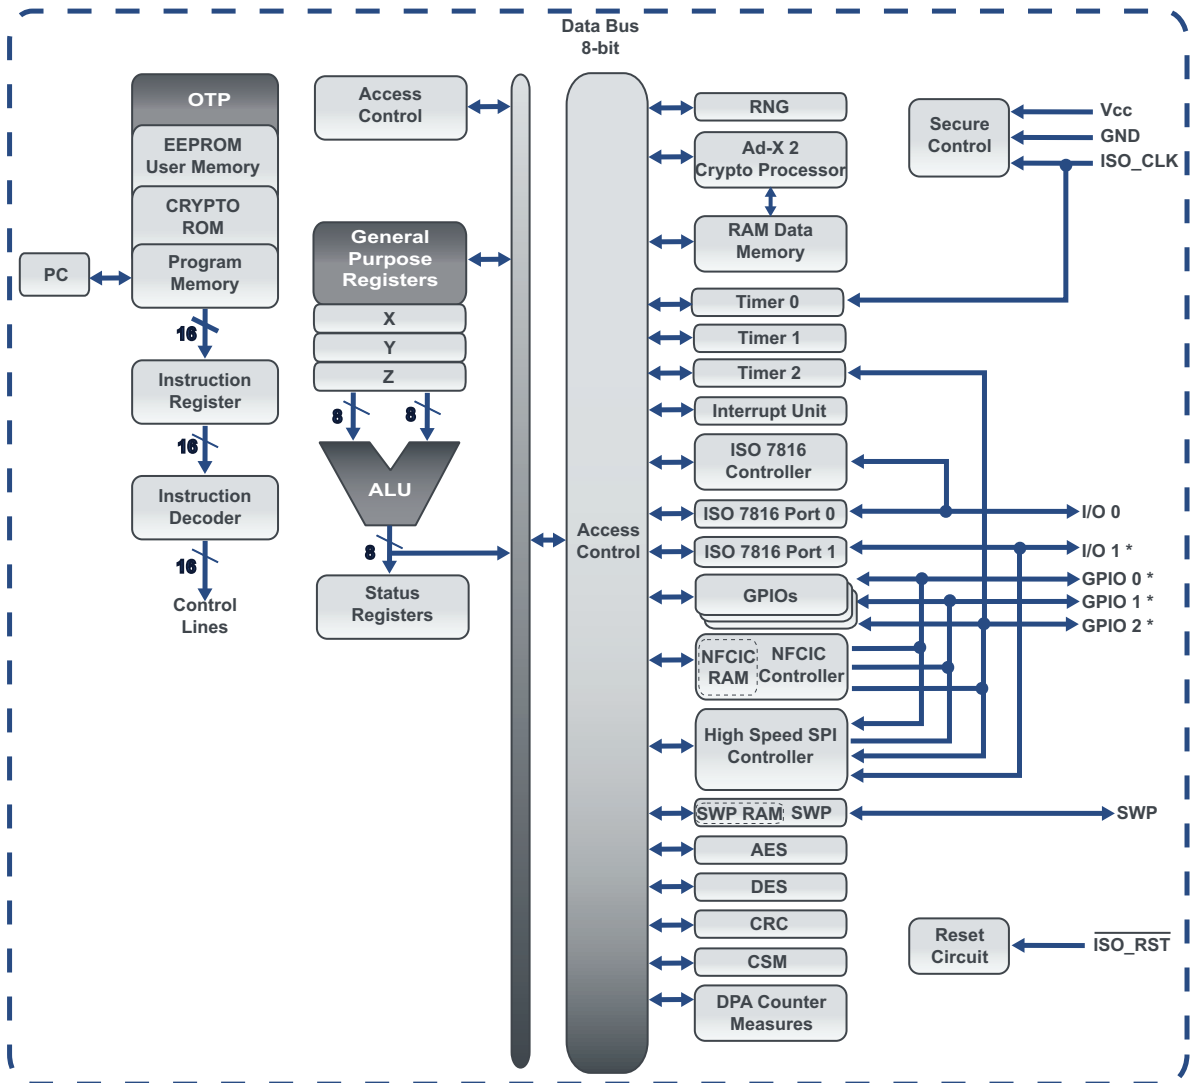 Data Bus
8-bit
OTP
EEPROM
User Memory
CRYPTO
ROM
Program
Memory
PC
16
Instruction
Register
16
Instruction
Decoder
16
Control
Lines
Access
Control
General
Purpose
Registers
X
Y
Z
8
8
ALU
8
Status
Registers
Access
Control
RNG
Ad-X 2
Crypto Processor
RAM Data
Memory
Timer 0
Timer 1
Timer 2
Interrupt Unit
ISO 7816
Controller
ISO 7816 Port 0
ISO 7816 Port 1
GPIOs
NFCIC
RAM
NFCIC
Controller
High Speed SPI
Controller
SWP RAM
SWP
AES
DES
CRC
CSM
DPA Counter
Measures
Secure
Control
Vcc
GND
ISO_CLK
I/O 0
I/O 1 *
GPIO 0 *
GPIO 1 *
GPIO 2 *
SWP
Reset
Circuit
ISO_RST